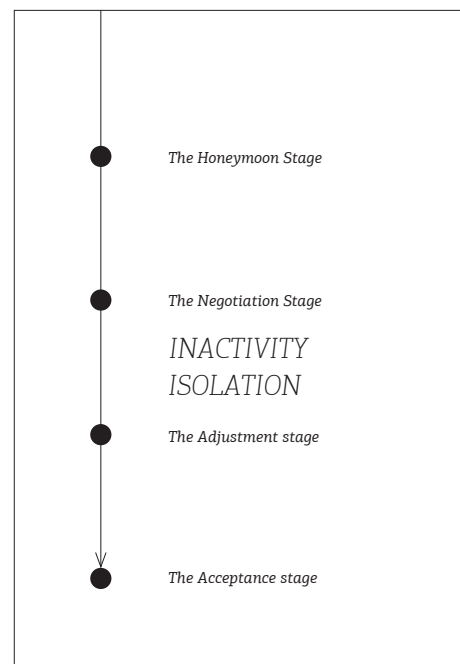 The Honeymoon Stage
The Negotiation Stage
INACTIVITY
ISOLATION
The Adjustment stage
The Acceptance stage